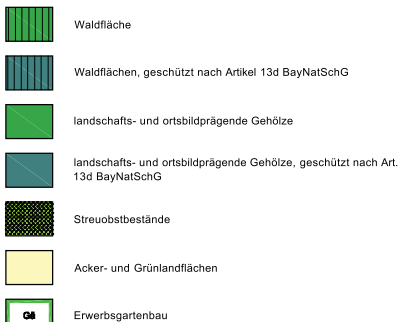 Waldfläche
Waldflächen, geschützt nach Artikel 13d BayNatSchG
landschafts- und ortsbildprägende Gehölze
landschafts- und ortsbildprägende Gehölze, geschützt nach Art.
13d BayNatSchG
Streuobstbestände
Acker- und Grünlandflächen
Erwerbsgartenbau